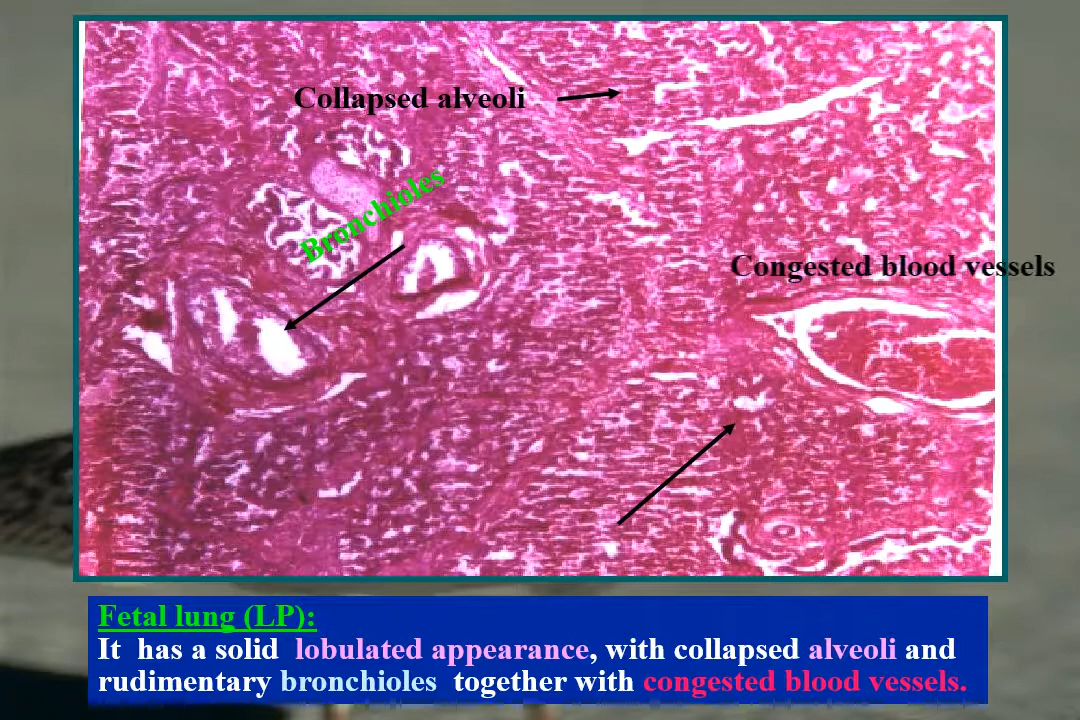 Collapsed alveoli
Bronchioles
Congested blood vessels
Fetal lung (LP):
It has a solid lobulated appearance, with collapsed alveoli and
rudimentary bronchioles together with congested blood vessels.